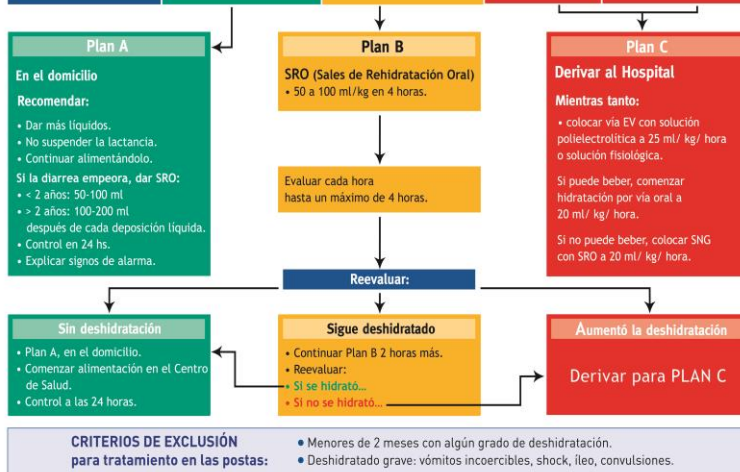 Plan A
En el domicilio
Recomendar:
• Dar más líquidos.
• No suspender la lactancia.
• Continuar alimentándolo.
Si la diarrea empeora, dar SRO:
• < 2 años: 50-100 ml
• > 2 años: 100-200 ml
después de cada deposición líquida.
• Control en 24 hs.
• Explicar signos de alarma.
Plan B
SRO (Sales de Rehidratación Oral)
• 50 a 100 ml/kg en 4 horas.
Evaluar cada hora
hasta un máximo de 4 horas.
Plan C
Derivar al Hospital
Mientras tanto:
• colocar vía EV con solución
polielectrolítica a 25 ml/ kg/ hora
o solución fisiológica.
Si puede beber, comenzar
hidratación por vía oral a
20 ml/ kg/ hora.
Si no puede beber, colocar SNG
con SRO a 20 ml/ kg/ hora.
Reevaluar:
Sin deshidratación
• Plan A, en el domicilio.
• Comenzar alimentación en el Centro
de Salud.
• Control a las 24 horas.
Sigue deshidratado
• Continuar Plan B 2 horas más.
• Reevaluar:
• Si se hidrató...
• Si no se hidrató...
Aumentó la deshidratación
Derivar para PLAN C
CRITERIOS DE EXCLUSIÓN
para tratamiento en las postas:
• Menores de 2 meses con algún grado de deshidratación.
• Deshidratado grave: vómitos incoercibles, shock, íleo, convulsiones.